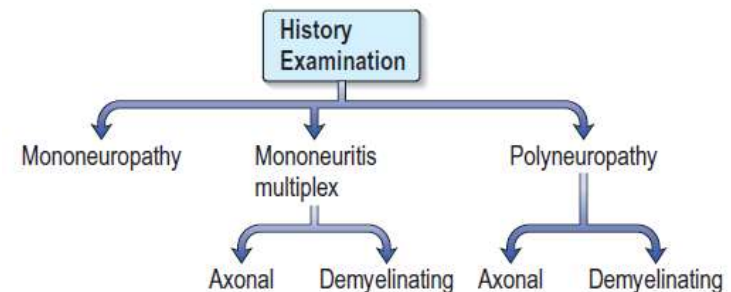 History
Examination
Mononeuropathy
Mononeuritis
multiplex
Polyneuropathy
Axonal
Demyelinating
Axonal
Demyelinating